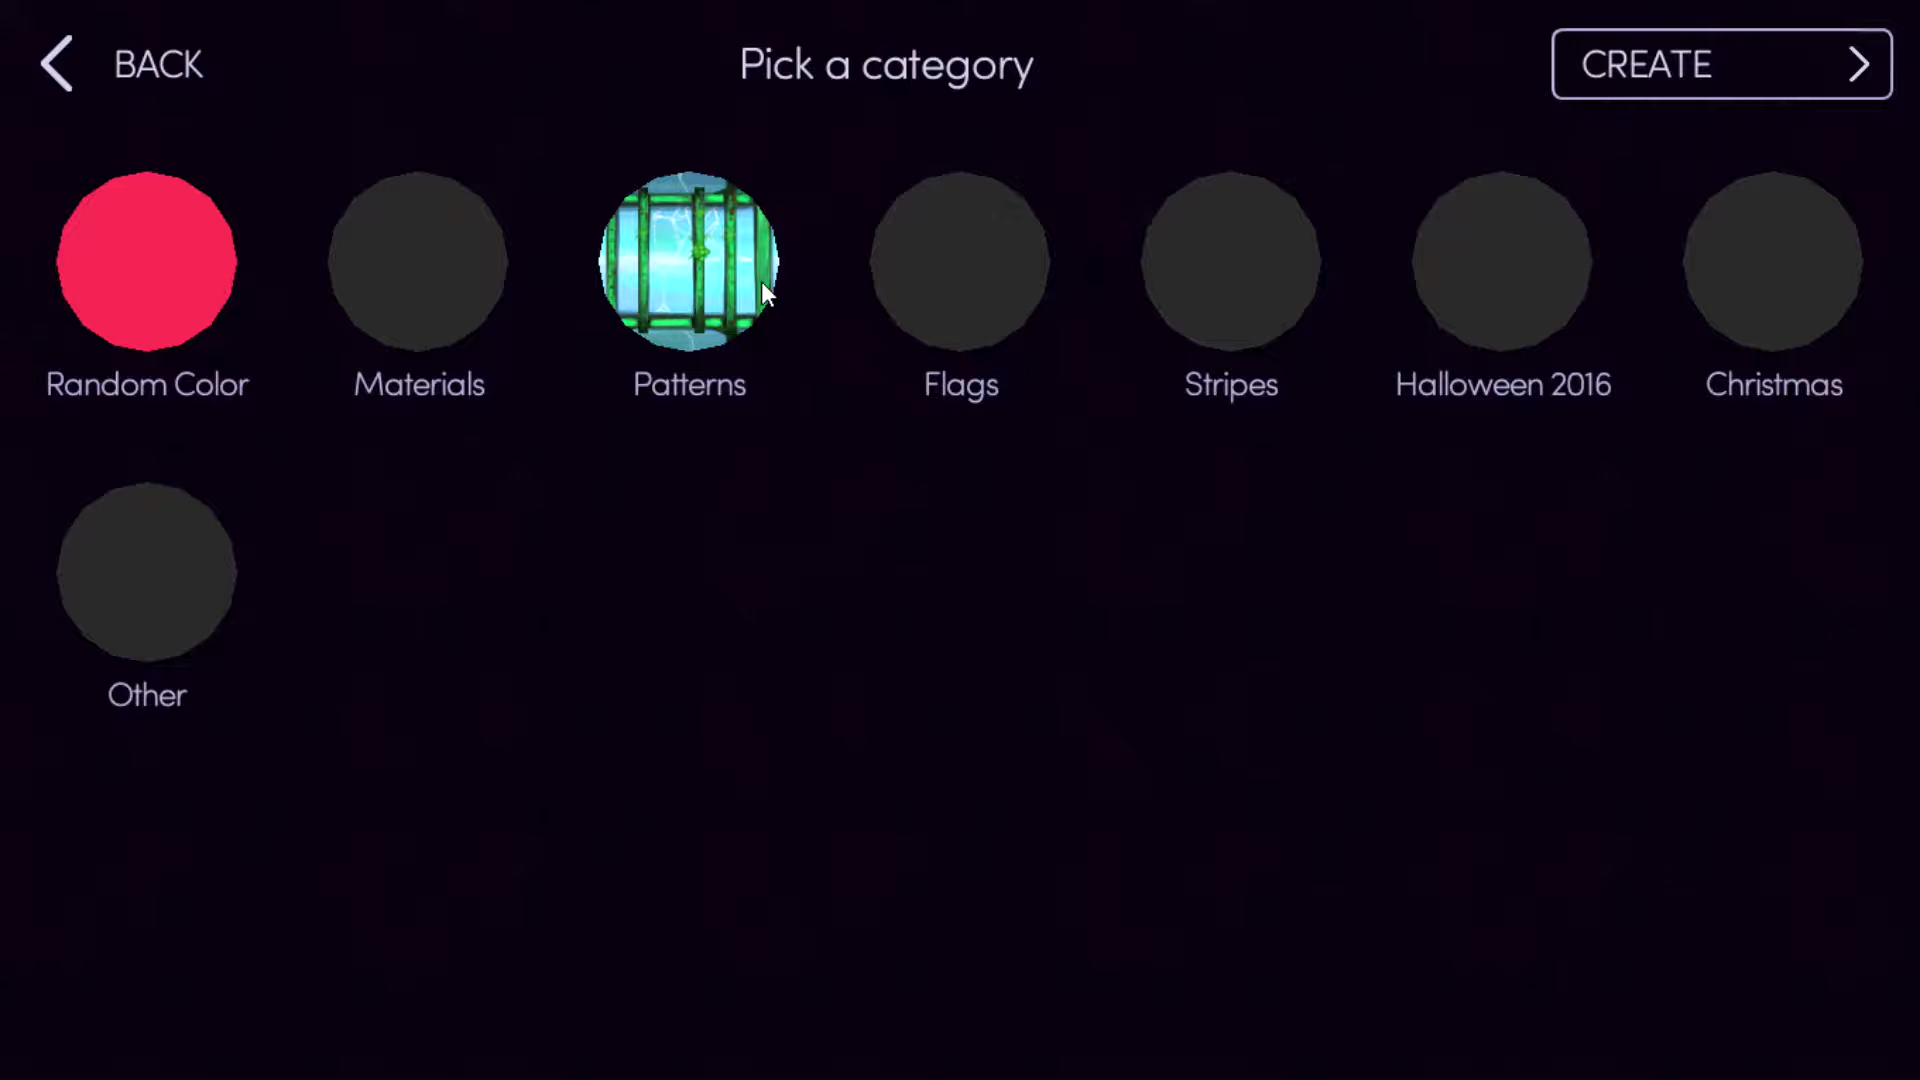 BACK
Pick a category
CREATE
Random Color
Materials
Patterns
Flags
Stripes
Halloween 2016
Christmas
Other